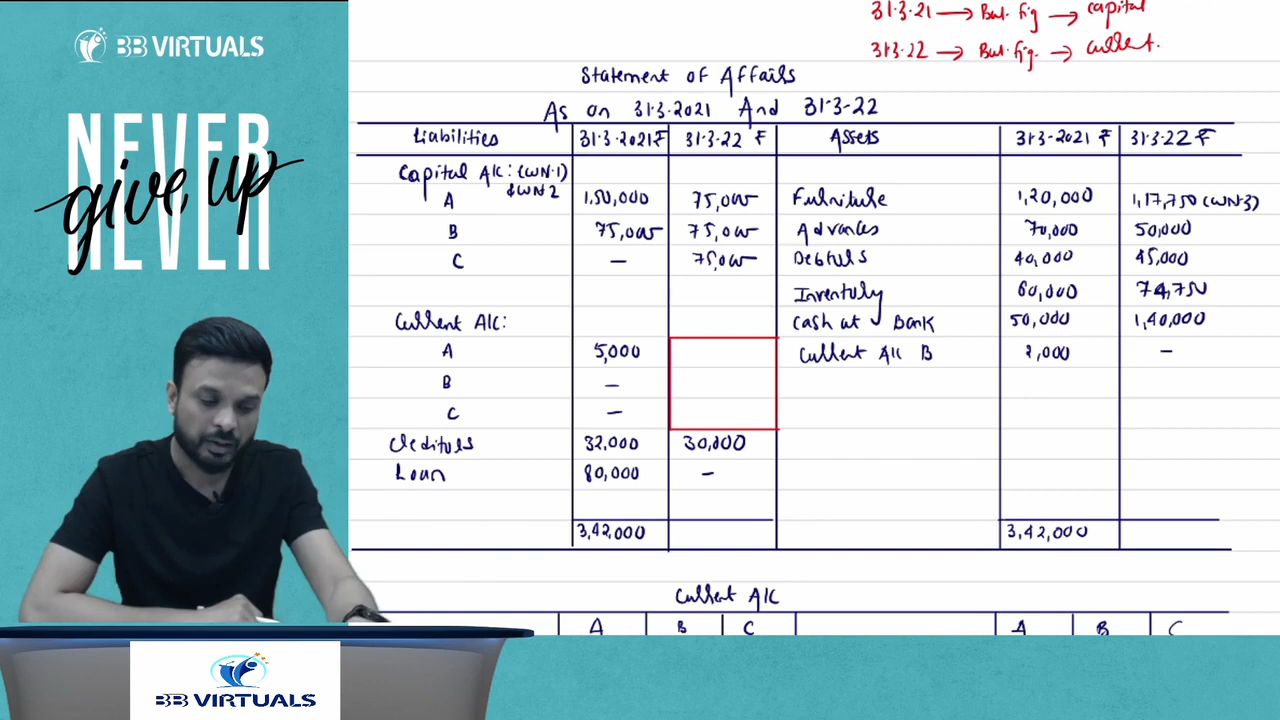 BB VIRTUALS
NEVER
give up
NEVER
31·3·21 → Bal. fig → capital
31·3·22 → Bal. fig. → current.
Statement of Affairs
As on 31·3·2021 And 31·3-22
Liabilities 31·3·2021 ₹ 31·3·22 ₹ Assets 31·3·2021 ₹ 31·3·22 ₹
Capital A/c: (WN·1)
& WN·2
A 1,50,000 75,000 Furniture 1,20,000 1,17,750 (WN·3)
B 75,000 75,000 Advances 70,000 50,000
C — 75,000 Debtors 40,000 45,000
Inventory 60,000 74,750
Current A/c: Cash at Bank 50,000 1,40,000
A 5,000 Current A/c B 2,000 —
B —
C —
Creditors 32,000 30,000
Loan 80,000 —
3,42,000 3,42,000
Current A/c
A B C A B C
BB VIRTUALS